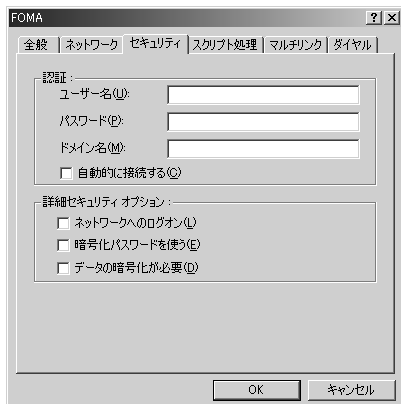 FOMA
全般 ネットワーク セキュリティ スクリプト処理 マルチリンク ダイヤル
認証:
ユーザー名(U):
パスワード(P):
ドメイン名(M):
自動的に接続する(C)
詳細セキュリティ オプション:
ネットワークへのログオン(L)
暗号化パスワードを使う(E)
データの暗号化が必要(D)
OK キャンセル